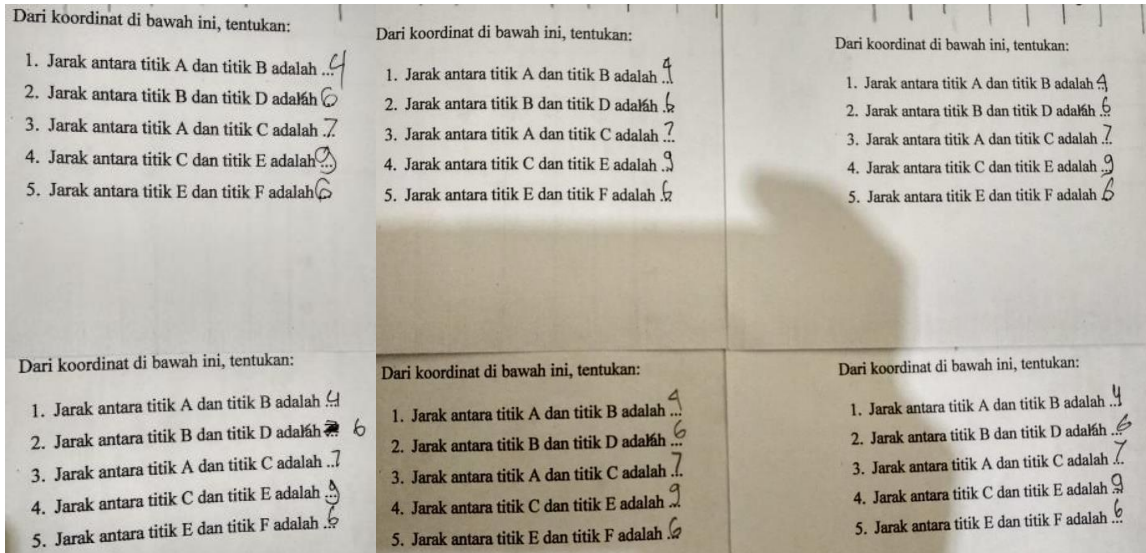 Dari koordinat di bawah ini, tentukan:
1. Jarak antara titik A dan titik B adalah ...4
2. Jarak antara titik B dan titik D adalah 6
3. Jarak antara titik A dan titik C adalah ..7
4. Jarak antara titik C dan titik E adalah ...9
5. Jarak antara titik E dan titik F adalah 6
Dari koordinat di bawah ini, tentukan:
1. Jarak antara titik A dan titik B adalah ..4
2. Jarak antara titik B dan titik D adalah ..6
3. Jarak antara titik A dan titik C adalah ...7
4. Jarak antara titik C dan titik E adalah ..9
5. Jarak antara titik E dan titik F adalah ..6
Dari koordinat di bawah ini, tentukan:
1. Jarak antara titik A dan titik B adalah ..4
2. Jarak antara titik B dan titik D adalah ...6
3. Jarak antara titik A dan titik C adalah ...7
4. Jarak antara titik C dan titik E adalah ...9
5. Jarak antara titik E dan titik F adalah 6
Dari koordinat di bawah ini, tentukan:
1. Jarak antara titik A dan titik B adalah ...4
2. Jarak antara titik B dan titik D adalah ... 6
3. Jarak antara titik A dan titik C adalah ..7
4. Jarak antara titik C dan titik E adalah ...9
5. Jarak antara titik E dan titik F adalah ..6
Dari koordinat di bawah ini, tentukan:
1. Jarak antara titik A dan titik B adalah ...4
2. Jarak antara titik B dan titik D adalah ...6
3. Jarak antara titik A dan titik C adalah ...7
4. Jarak antara titik C dan titik E adalah ...9
5. Jarak antara titik E dan titik F adalah ..6
Dari koordinat di bawah ini, tentukan:
1. Jarak antara titik A dan titik B adalah ..4
2. Jarak antara titik B dan titik D adalah ...6
3. Jarak antara titik A dan titik C adalah ...7
4. Jarak antara titik C dan titik E adalah ...9
5. Jarak antara titik E dan titik F adalah ...6